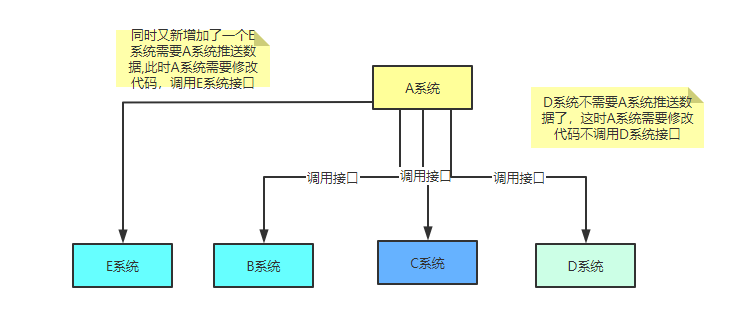 同时又新增加了一个E
系统需要A系统推送数
据,此时A系统需要修改
代码，调用E系统接口
A系统
D系统不需要A系统推送数
据了，这时A系统需要修改
代码不调用D系统接口
调用接口
调用接口
调用接口
E系统
B系统
C系统
D系统